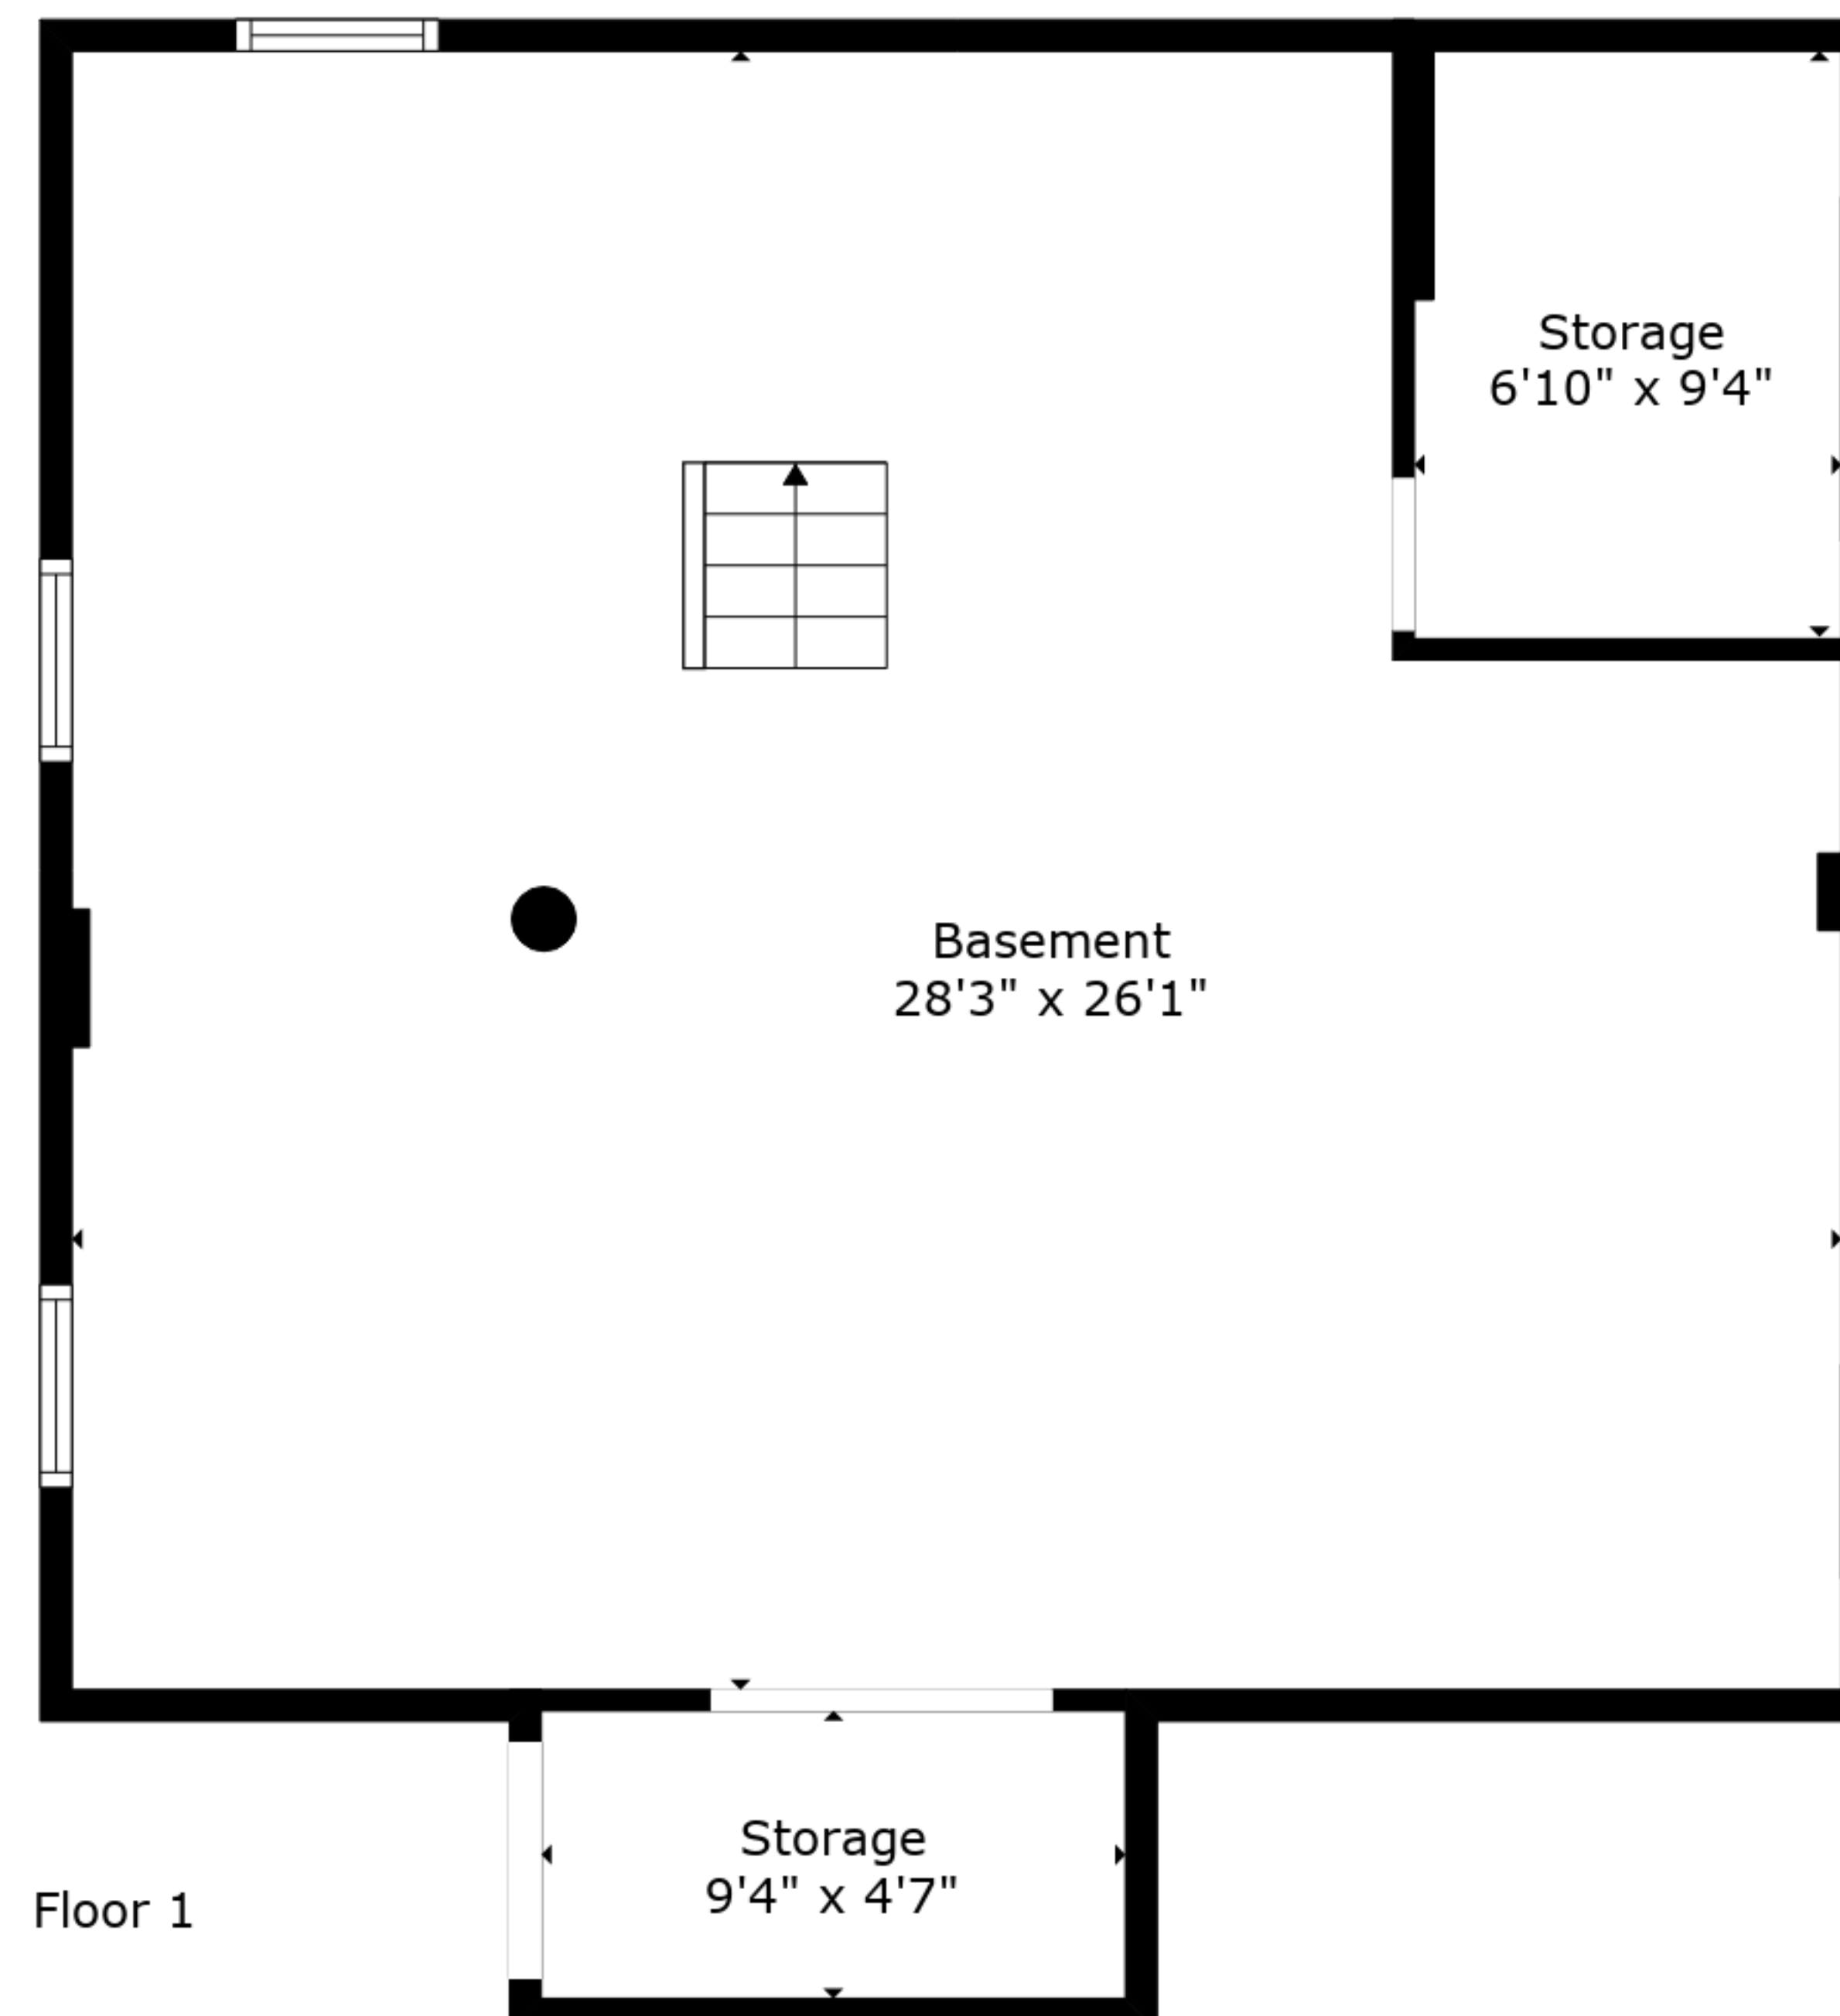 Storage
6'10" x 9'4"
Basement
28'3" x 26'1"
Storage
9'4" x 4'7"
Floor 1